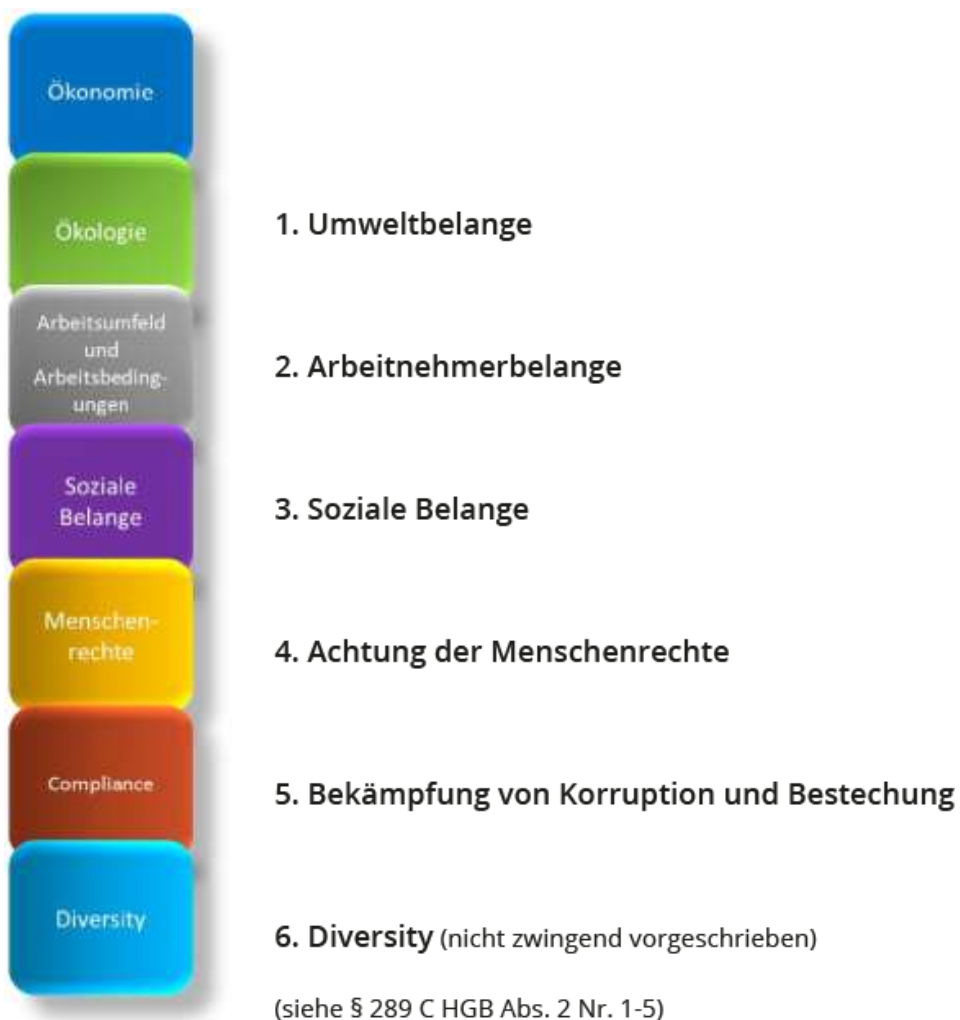 Ökonomie
Ökologie
1. Umweltbelange
Arbeitsumfeld
und
Arbeitsbeding-
ungen
2. Arbeitnehmerbelange
Soziale
Belange
3. Soziale Belange
Menschen-
rechte
4. Achtung der Menschenrechte
Compliance
5. Bekämpfung von Korruption und Bestechung
Diversity
6. Diversity (nicht zwingend vorgeschrieben)
(siehe § 289 C HGB Abs. 2 Nr. 1-5)